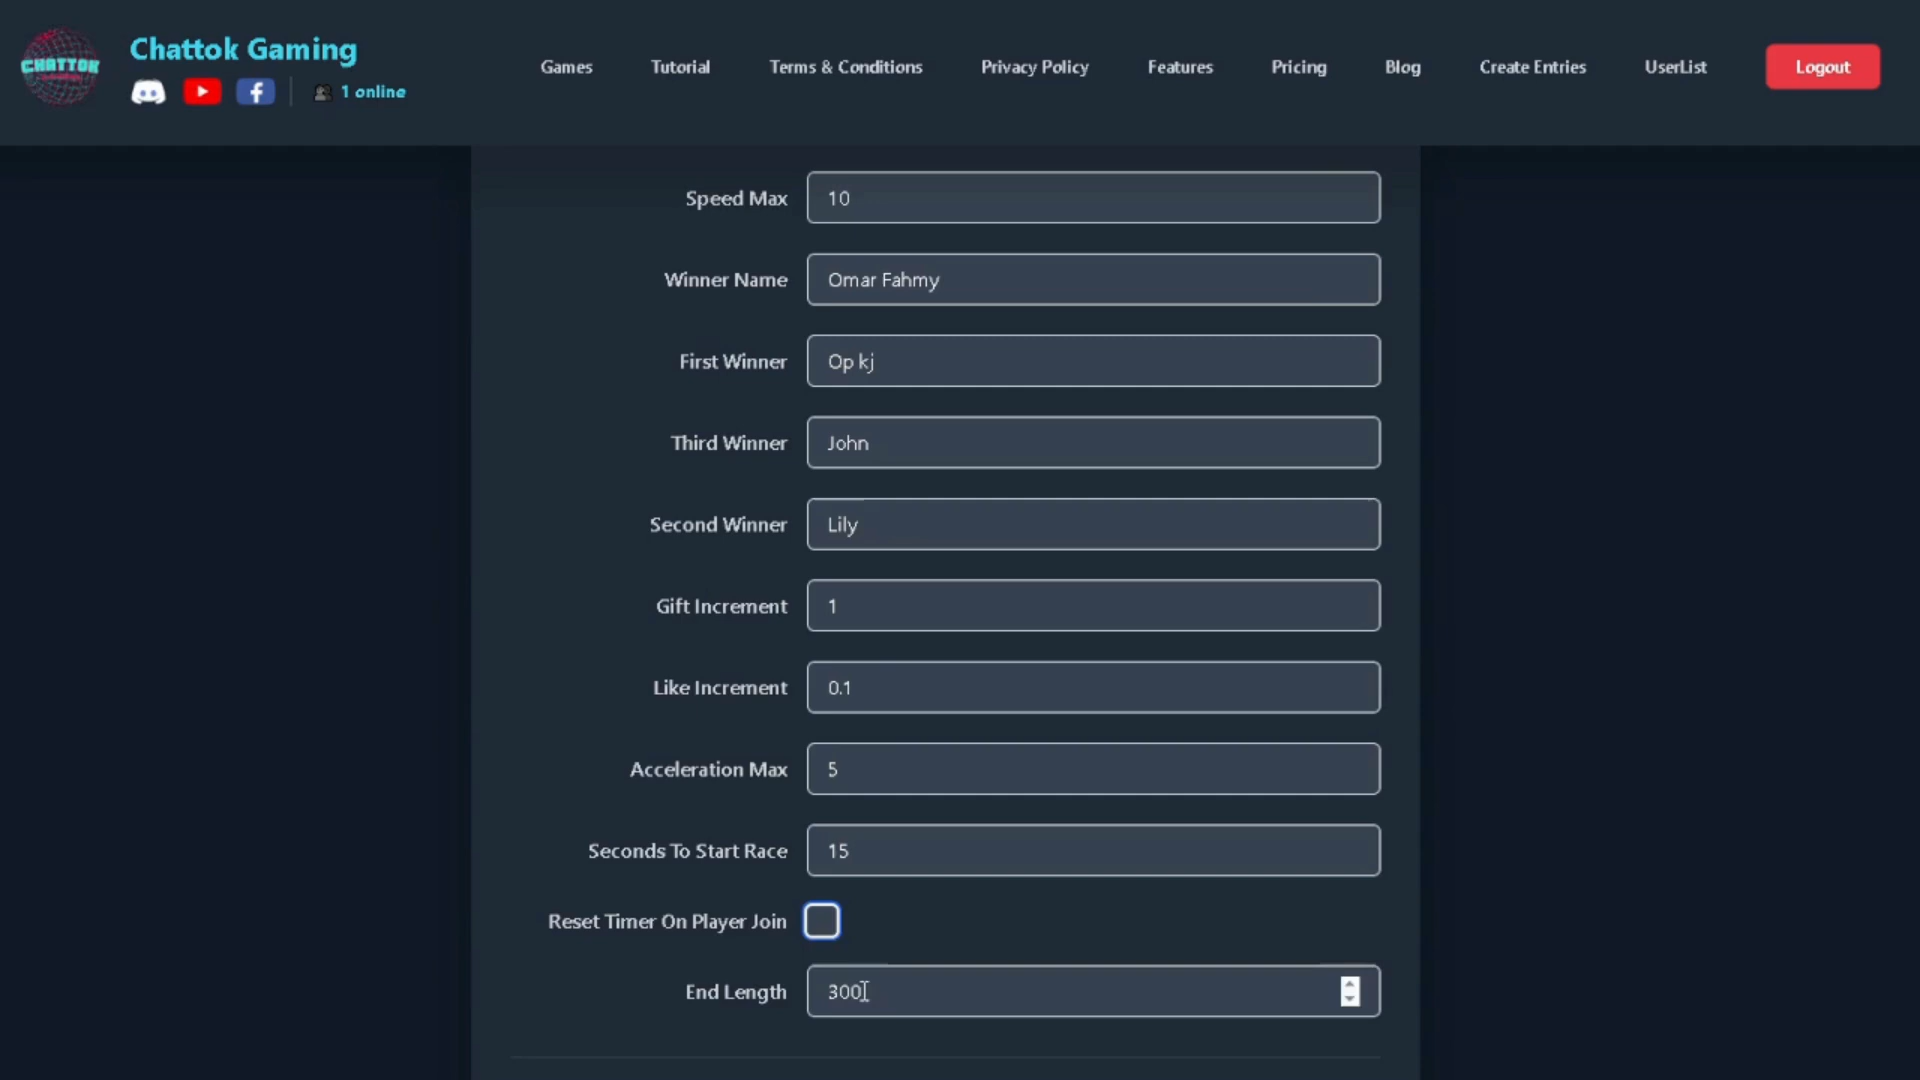 CHATTOK
Chattok Gaming
1 online
Games
Tutorial
Terms & Conditions
Privacy Policy
Features
Pricing
Blog
Create Entries
UserList
Logout
Speed Max
10
Winner Name
Omar Fahmy
First Winner
Op kj
Third Winner
John
Second Winner
Lily
Gift Increment
1
Like Increment
0.1
Acceleration Max
5
Seconds To Start Race
15
Reset Timer On Player Join
End Length
300